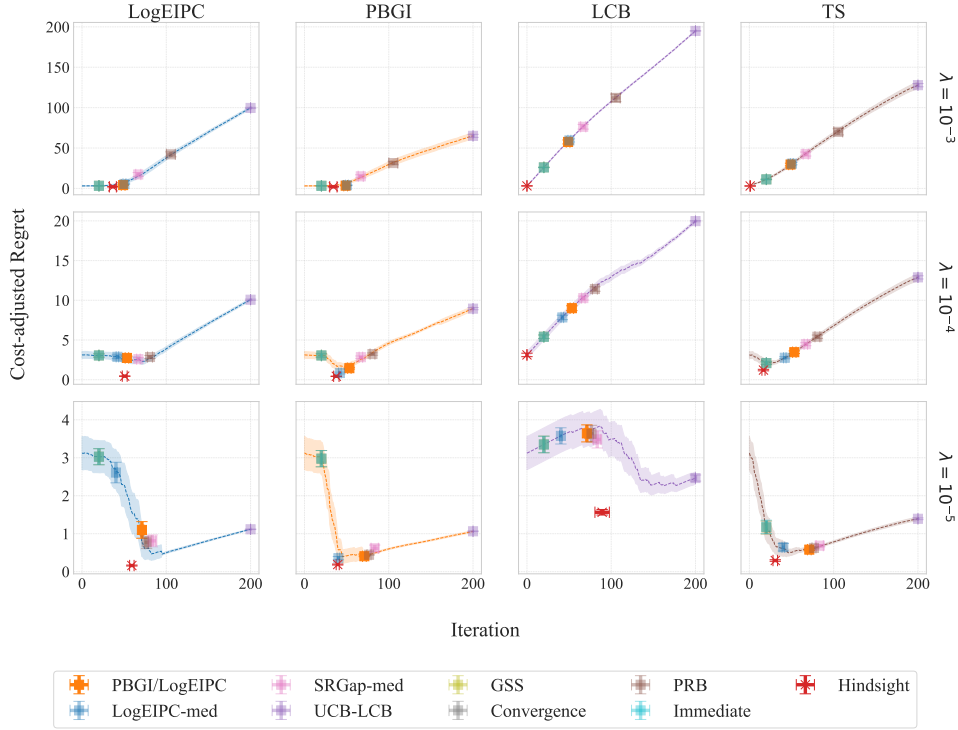 LogEIPC PBGI LCB TS
200
150
100
50
0
λ = 10⁻³
20
15
10
5
0
λ = 10⁻⁴
4
3
2
1
0
λ = 10⁻⁵
0 100 200 0 100 200 0 100 200 0 100 200
Cost-adjusted Regret
Iteration
PBGI/LogEIPC SRGap-med GSS PRB Hindsight
LogEIPC-med UCB-LCB Convergence Immediate